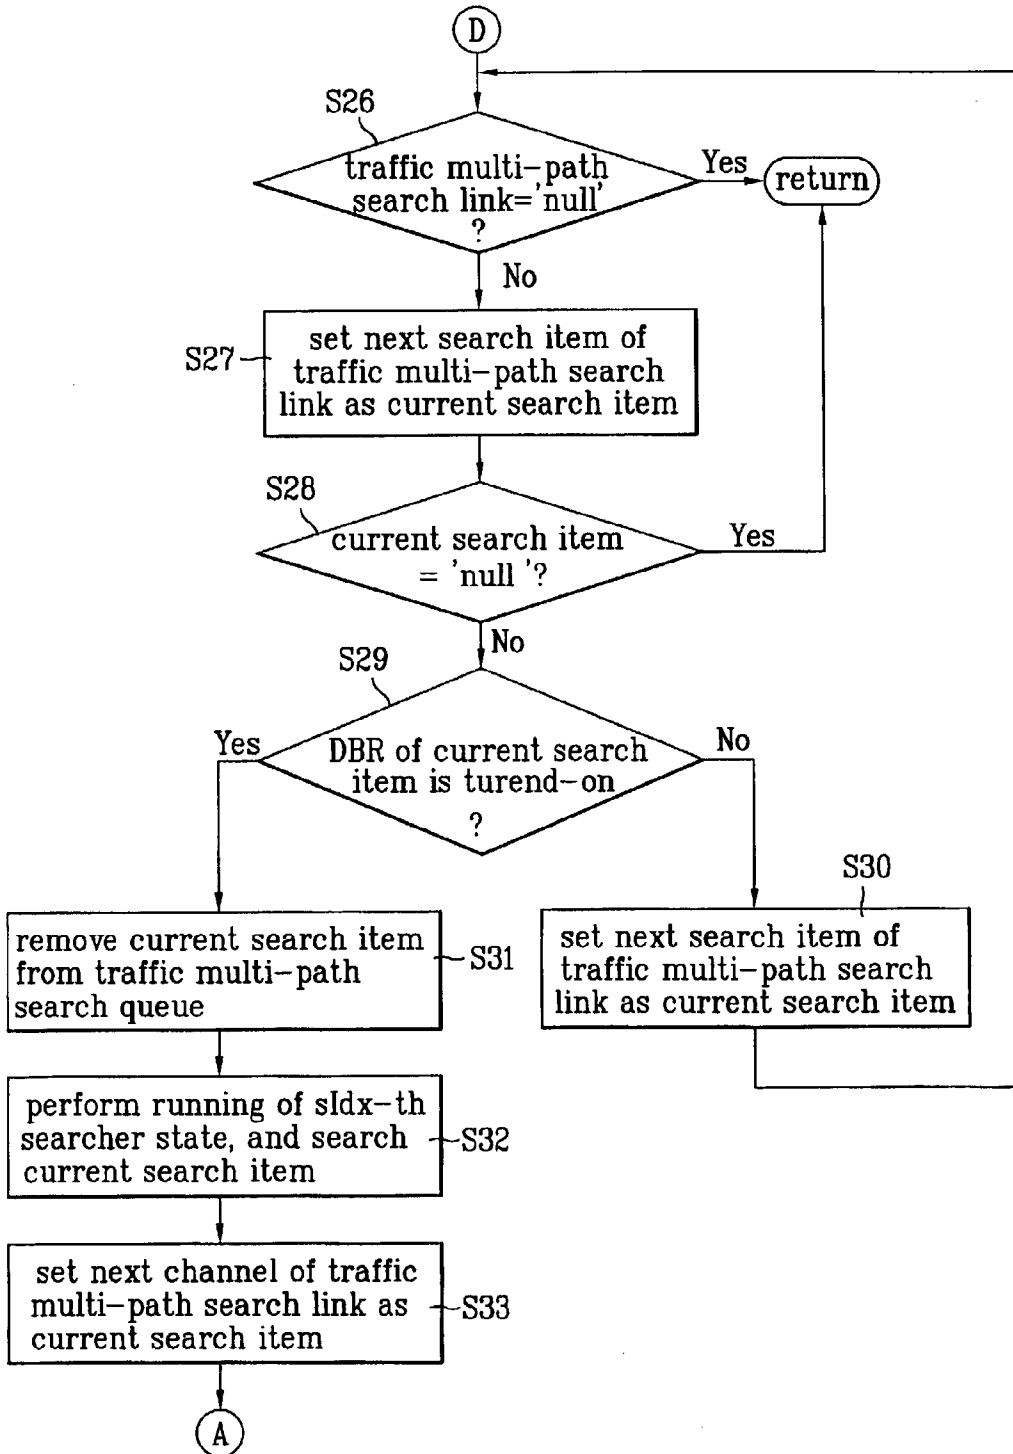 D
S26
traffic multi-path
search link='null'
?
Yes
return
No
S27
set next search item of
traffic multi-path search
link as current search item
S28
current search item
= 'null '?
Yes
No
S29
DBR of current search
item is turend-on
?
Yes
No
S30
set next search item of
traffic multi-path search
link as current search item
remove current search item
from traffic multi-path
search queue
S31
perform running of sIdx-th
searcher state, and search
current search item
S32
set next channel of traffic
multi-path search link as
current search item
S33
A